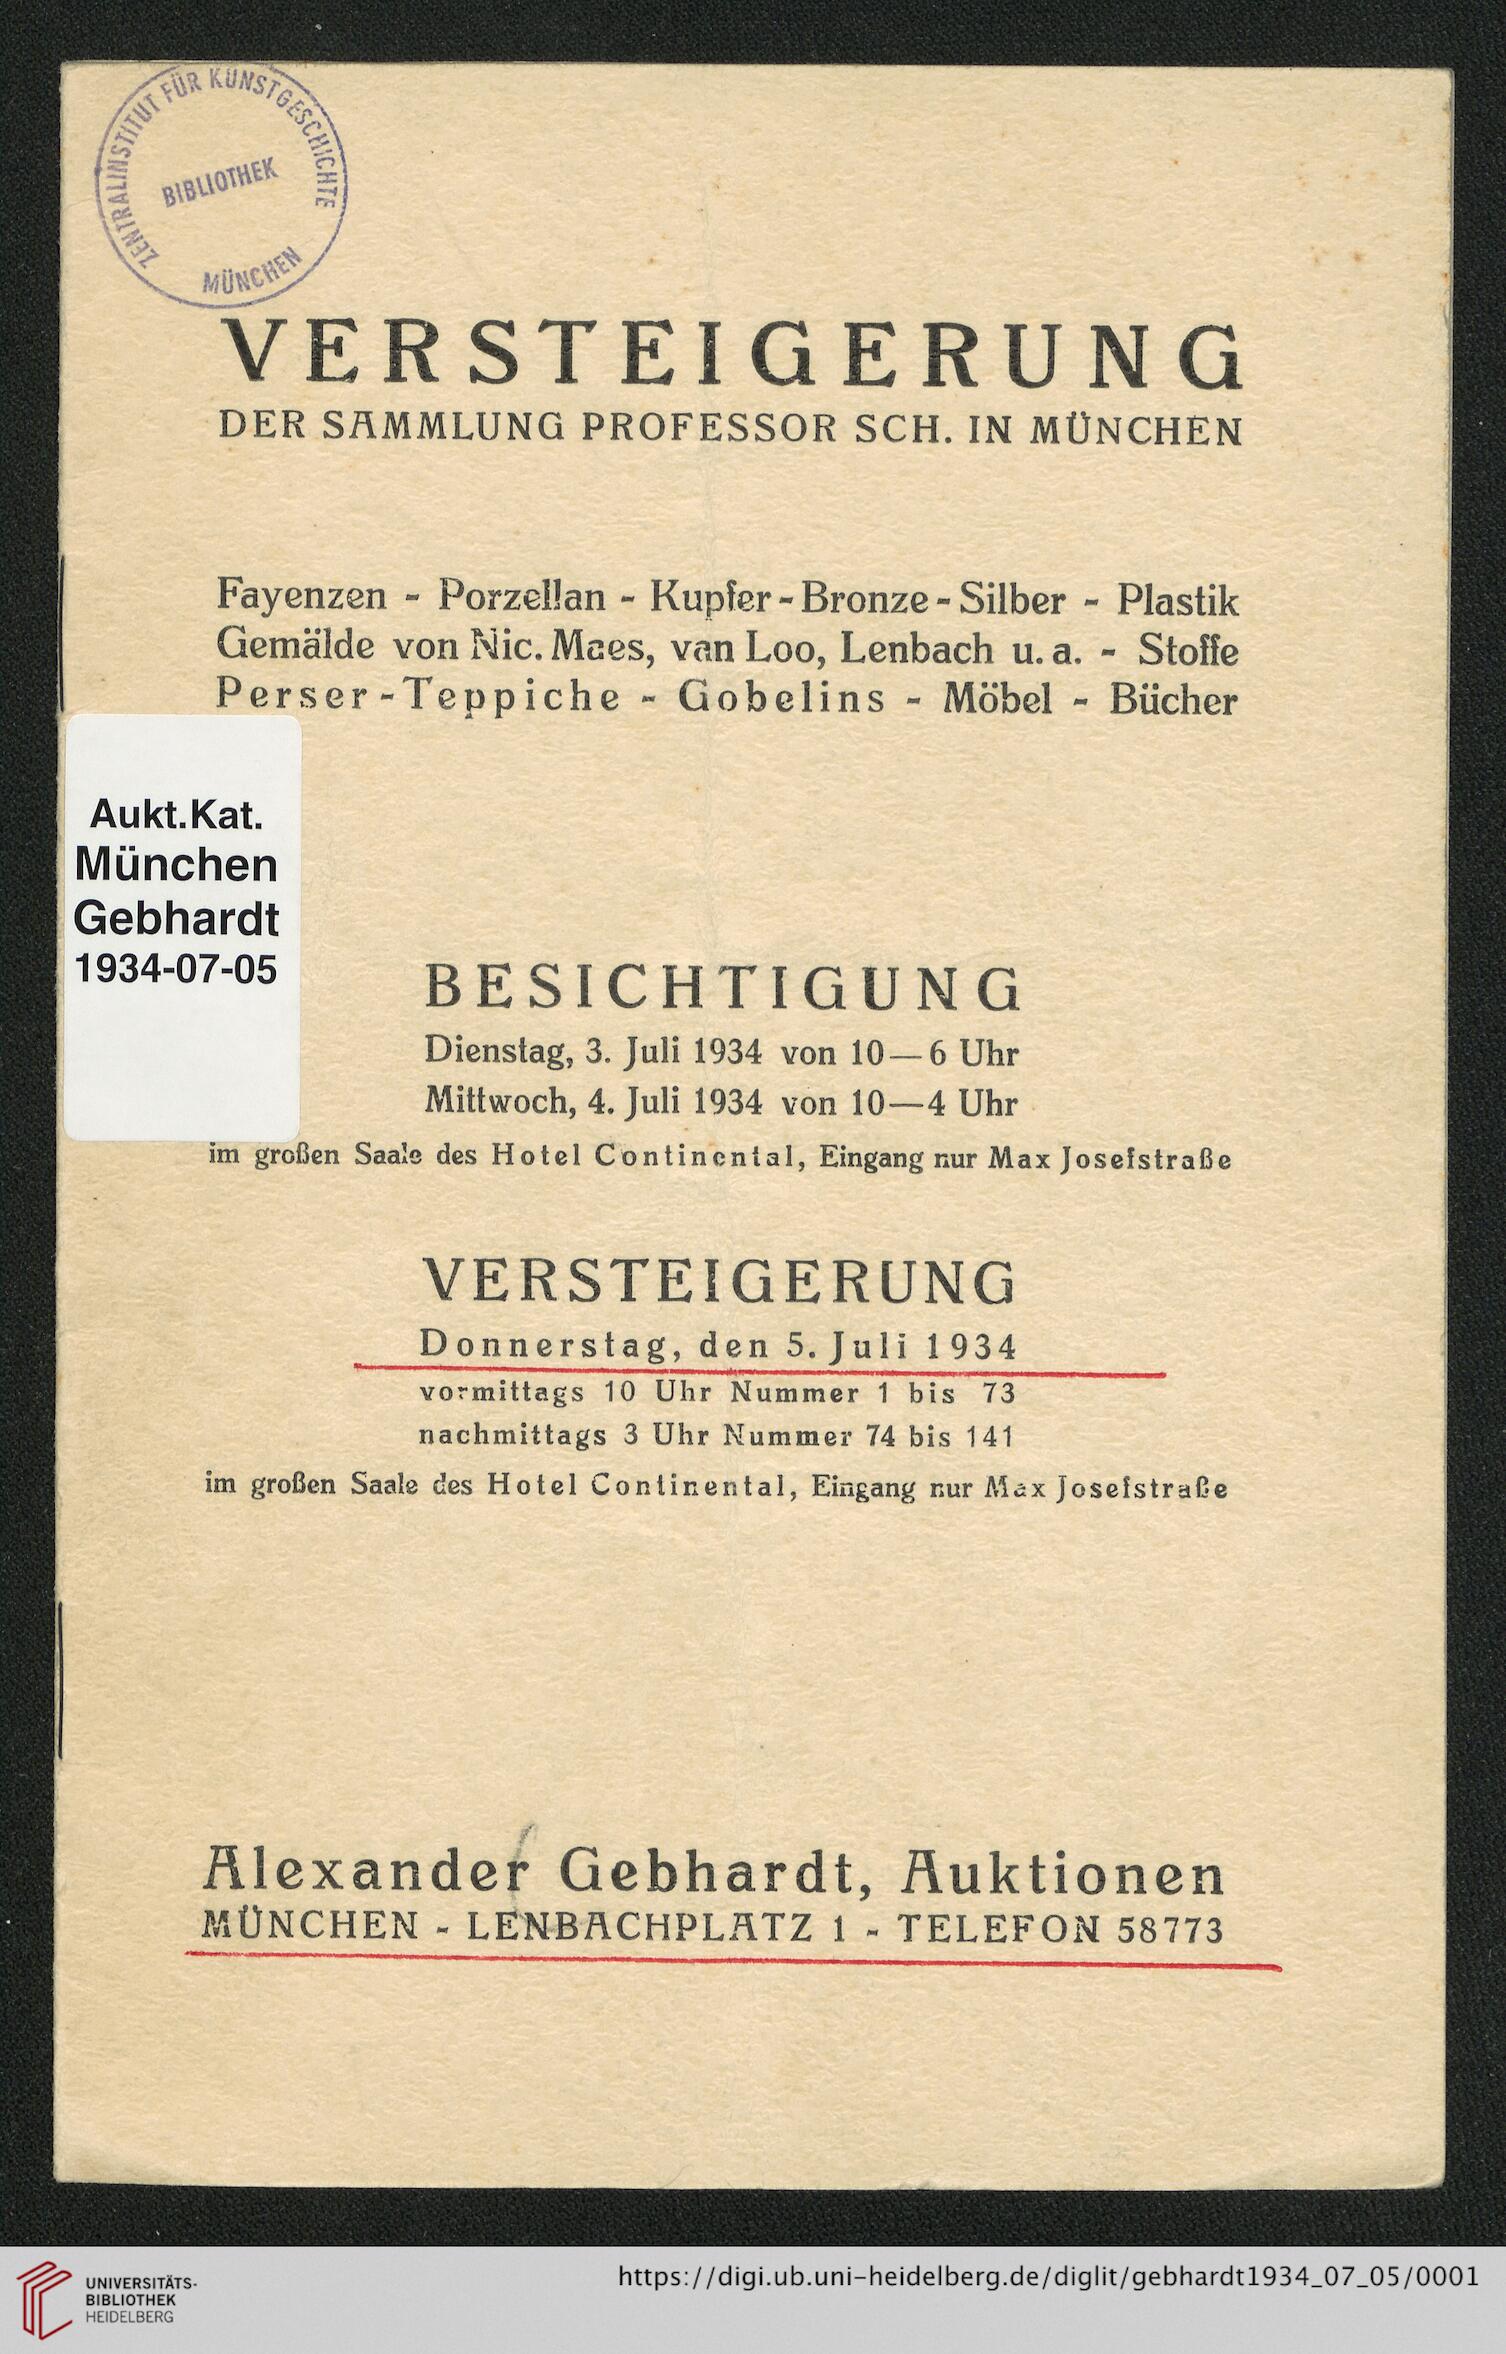 ZENTRALINSTITUT FÜR KUNSTGESCHICHTE
BIBLIOTHEK
MÜNCHEN
VERSTEIGERUNG
DER SAMMLUNG PROFESSOR SCH. IN MÜNCHEN
Fayenzen - Porzellan - Kupfer - Bronze - Silber - Plastik
Gemälde von Nic. Maes, van Loo, Lenbach u. a. - Stoffe
Perser-Teppiche - Gobelins - Möbel - Bücher
Aukt.Kat.
München
Gebhardt
1934-07-05
BESICHTIGUNG
Dienstag, 3. Juli 1934 von 10—6 Uhr
Mittwoch, 4. Juli 1934 von 10—4 Uhr
im großen Saale des Hotel Continental, Eingang nur Max Josefstraße
VERSTEIGERUNG
Donnerstag, den 5. Juli 1934
vormittags 10 Uhr Nummer 1 bis 73
nachmittags 3 Uhr Nummer 74 bis 141
im großen Saale des Hotel Continental, Eingang nur Max Josefstraße
Alexander Gebhardt, Auktionen
MÜNCHEN - LENBACHPLATZ 1 - TELEFON 58773
https://digi.ub.uni-heidelberg.de/diglit/gebhardt1934_07_05/0001
UNIVERSITÄTS-
BIBLIOTHEK
HEIDELBERG